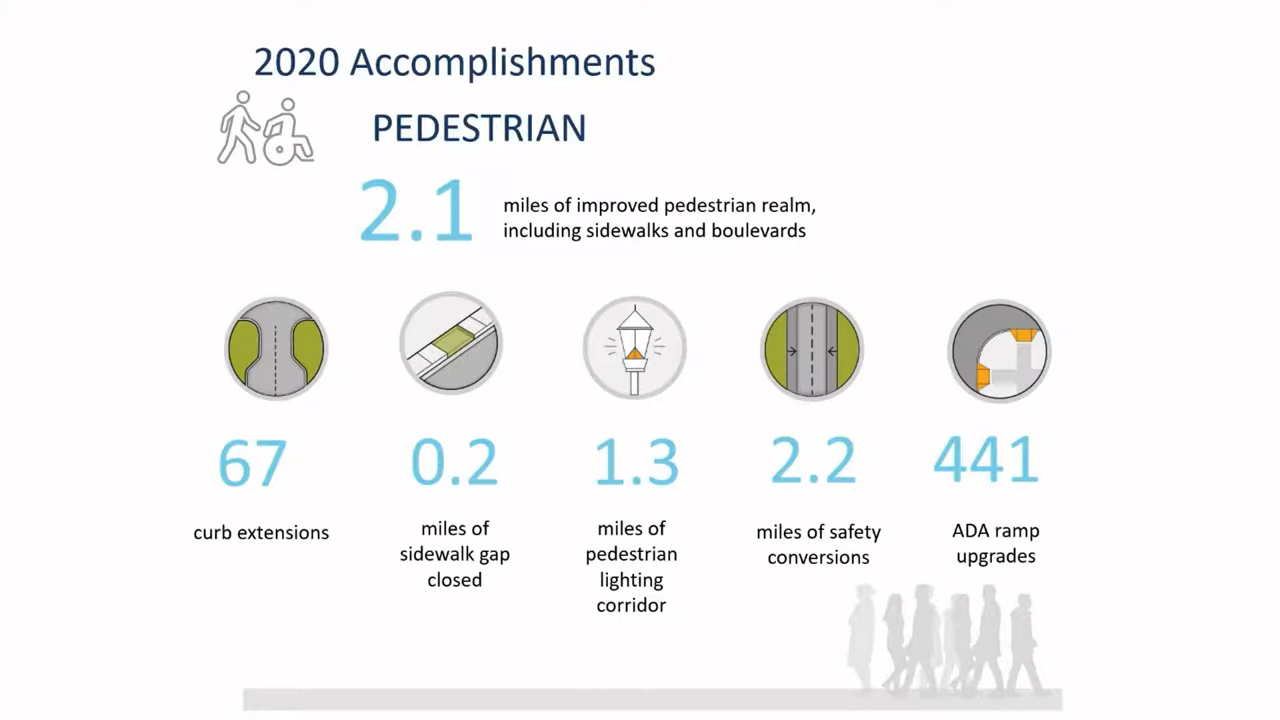 2020 Accomplishments
PEDESTRIAN
2.1
miles of improved pedestrian realm,
including sidewalks and boulevards
67
curb extensions
0.2
miles of
sidewalk gap
closed
1.3
miles of
pedestrian
lighting
corridor
2.2
miles of safety
conversions
441
ADA ramp
upgrades